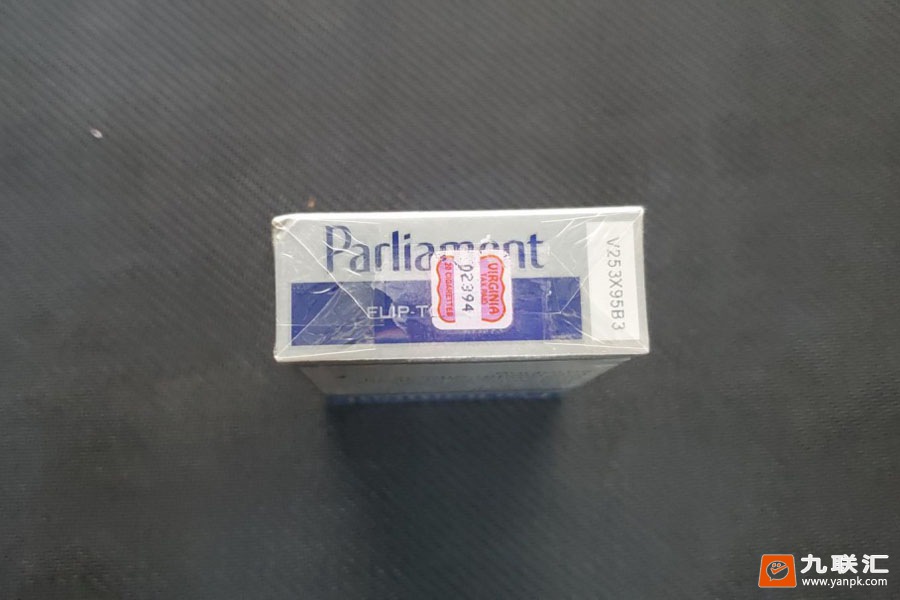 Parliament
FLIP-TO
VIRGINIA
TAX PAID
02394
20 CIGARETTES
V253X95B3
九联汇
www.yanpk.com